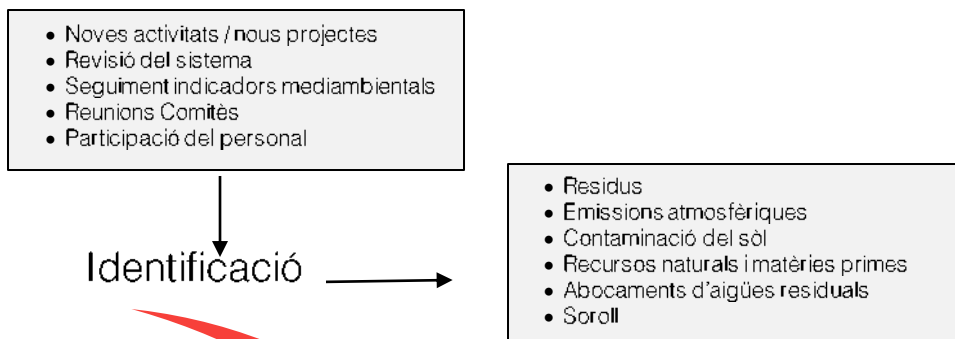 • Noves activitats / nous projectes
• Revisió del sistema
• Seguiment indicadors mediambientals
• Reunions Comitès
• Participació del personal
Identificació
• Residus
• Emissions atmosfèriques
• Contaminació del sòl
• Recursos naturals i matèries primes
• Abocaments d'aigües residuals
• Soroll